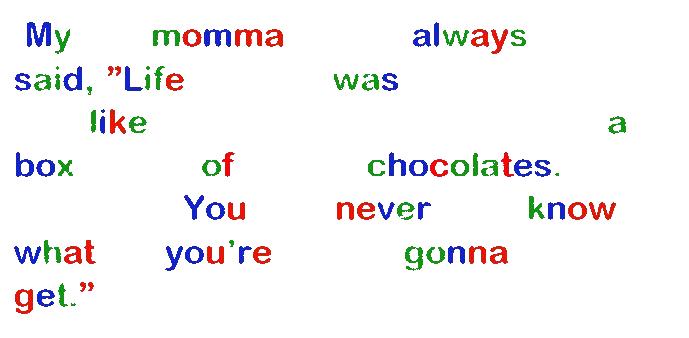 My momma always
said, ”Life was
like a
box of chocolates.
You never know
what you’re gonna
get.”